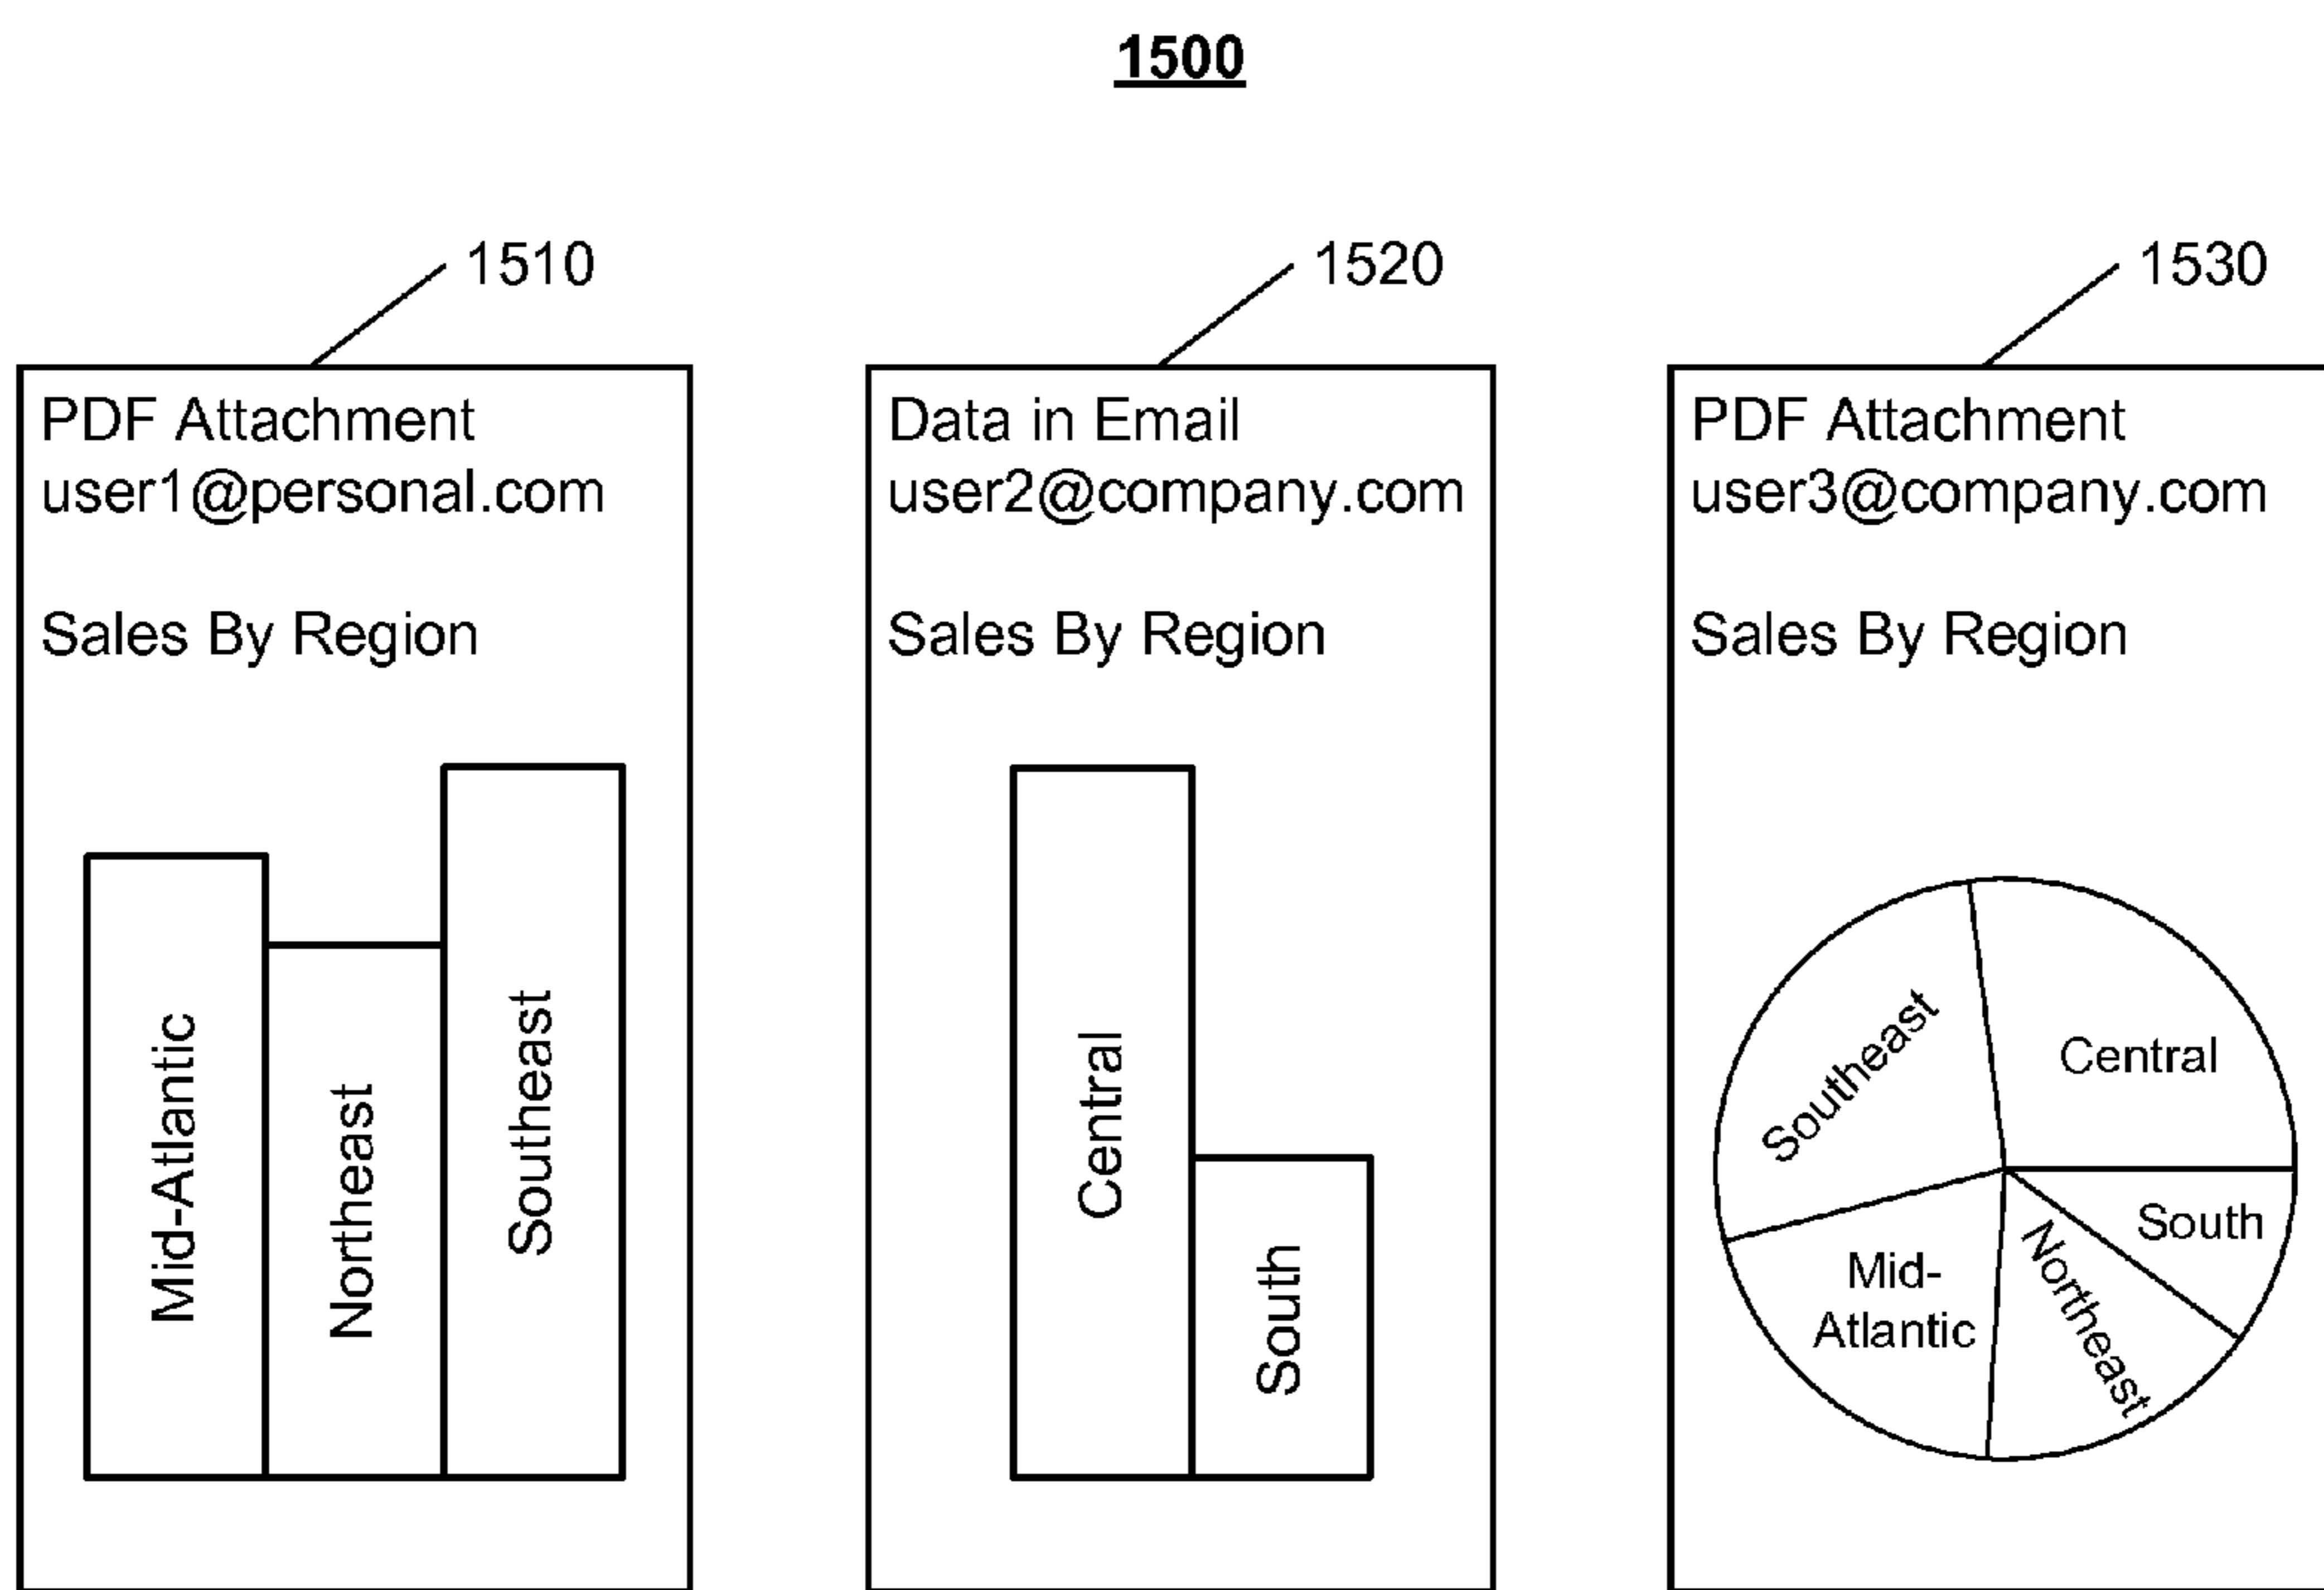 1500
1510
PDF Attachment
user1@personal.com
Sales By Region
Mid-Atlantic
Northeast
Southeast
1520
Data in Email
user2@company.com
Sales By Region
Central
South
1530
PDF Attachment
user3@company.com
Sales By Region
Southeast
Central
Mid-
Atlantic
Northeast
South